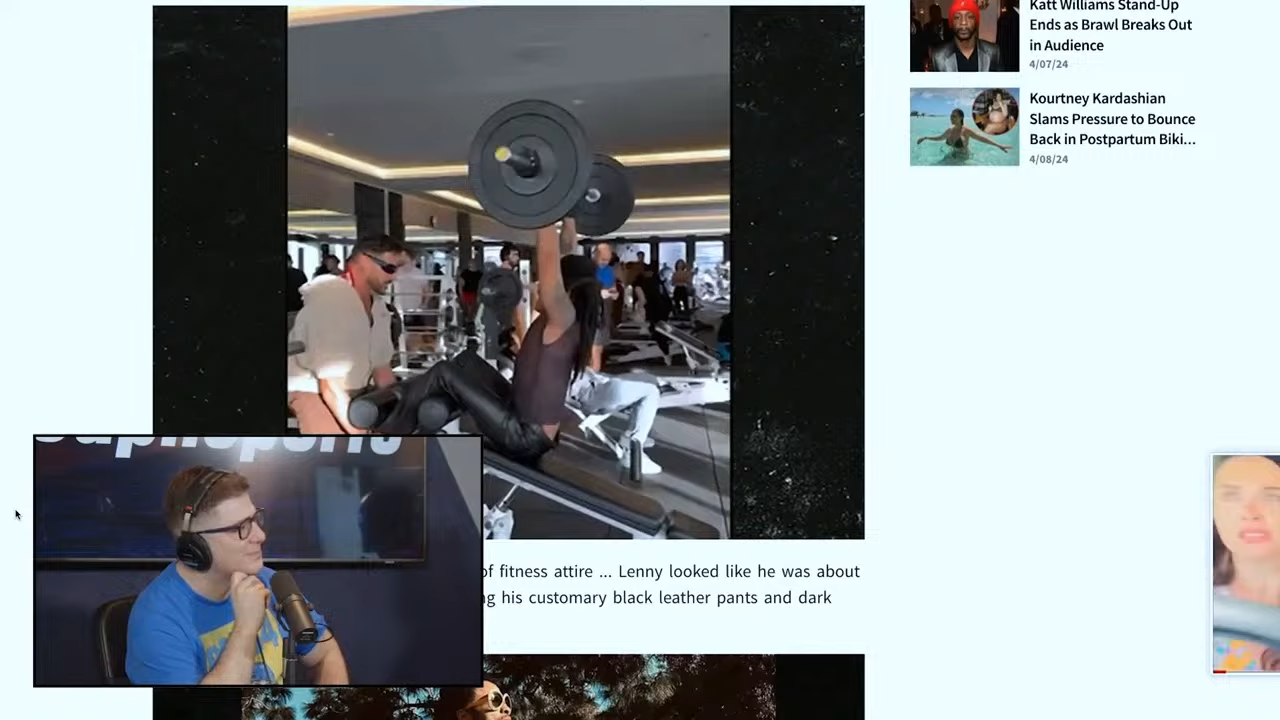 Katt Williams Stand-Up
Ends as Brawl Breaks Out
in Audience
4/07/24
Kourtney Kardashian
Slams Pressure to Bounce
Back in Postpartum Biki...
4/08/24
of fitness attire ... Lenny looked like he was about
his customary black leather pants and dark